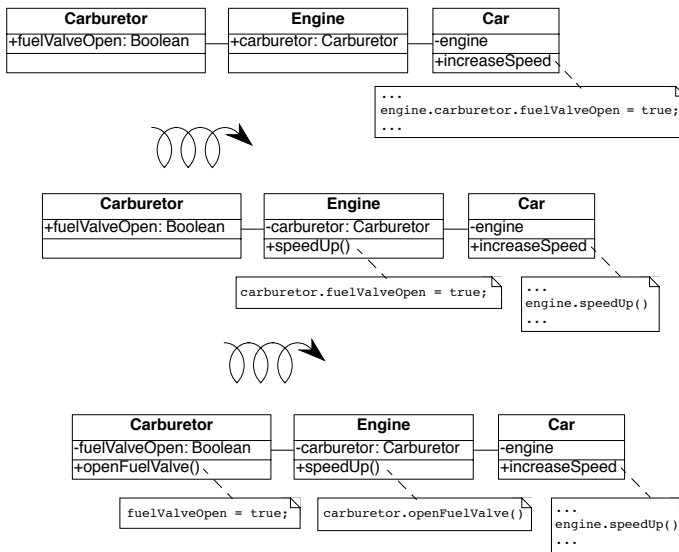 Carburetor
Engine
Car
+fuelValveOpen: Boolean
+carburetor: Carburetor
-engine
+increaseSpeed
...
engine.carburetor.fuelValveOpen = true;
...
Carburetor
Engine
Car
+fuelValveOpen: Boolean
-carburetor: Carburetor
-engine
+speedUp()
+increaseSpeed
carburetor.fuelValveOpen = true;
...
engine.speedUp()
...
Carburetor
Engine
Car
-fuelValveOpen: Boolean
-carburetor: Carburetor
-engine
+openFuelValve()
+speedUp()
+increaseSpeed
fuelValveOpen = true;
carburetor.openFuelValve()
...
engine.speedUp()
...